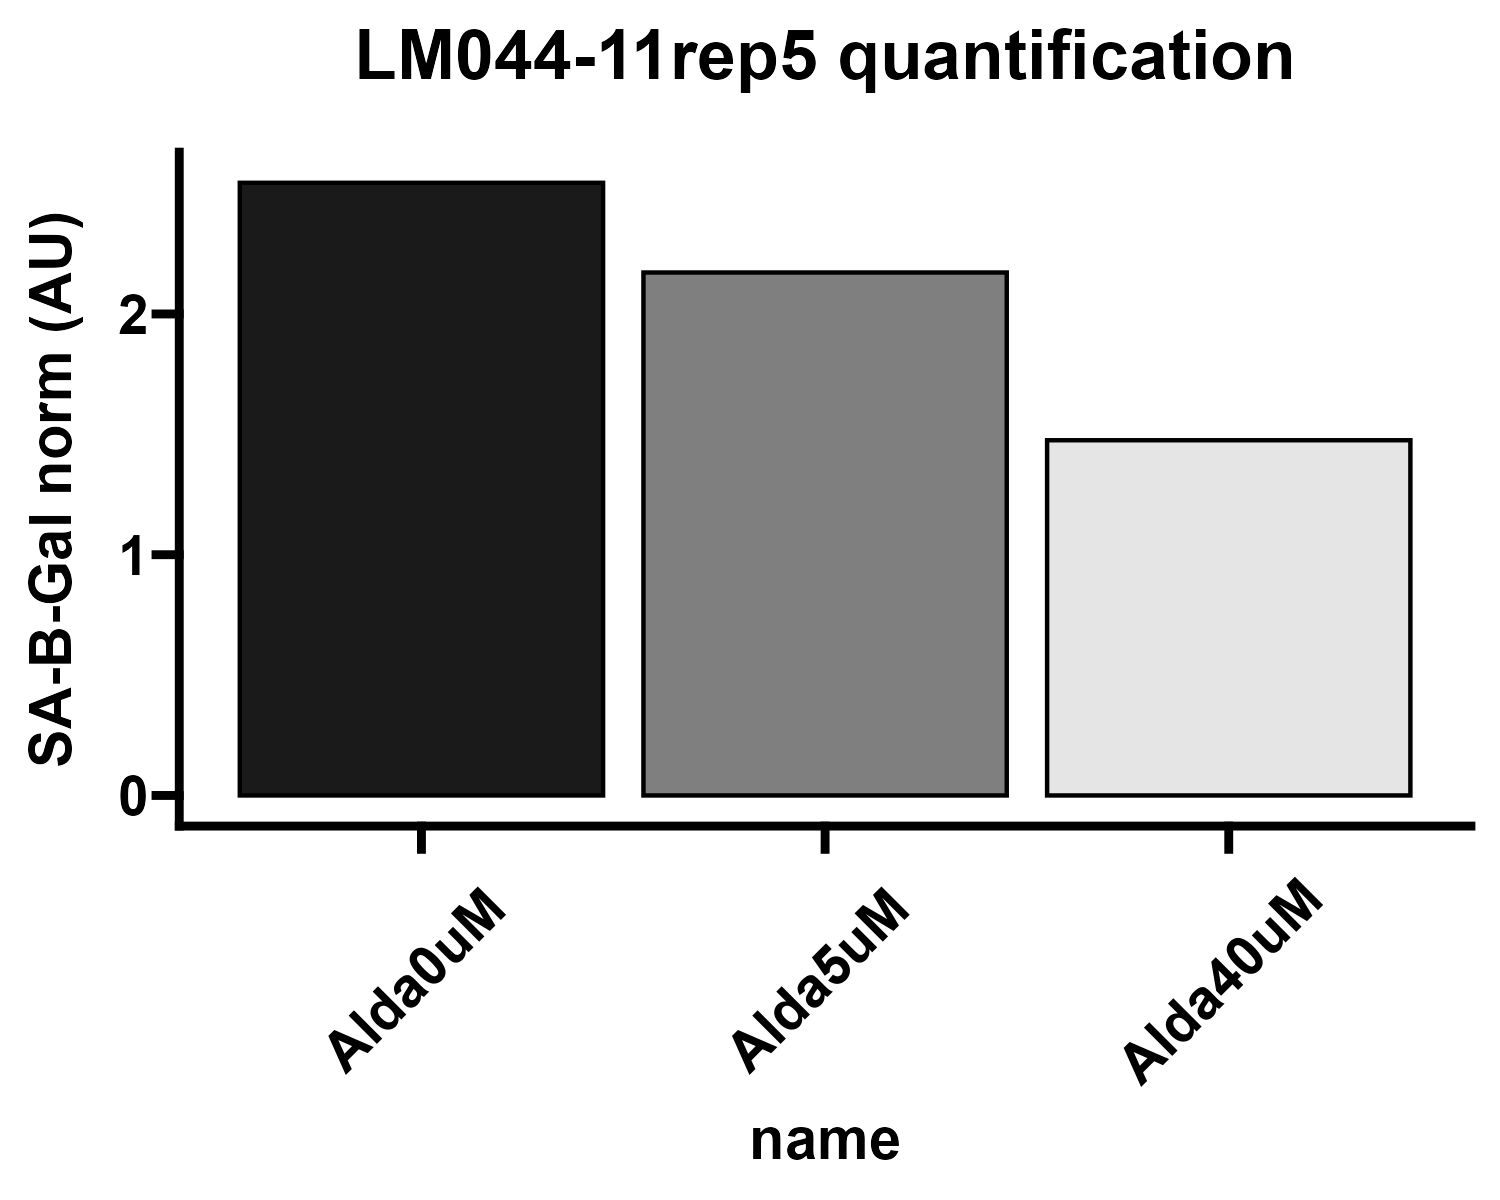 LM044-11rep5 quantification
SA-B-Gal norm (AU)
2
1
0
Alda0uM
Alda5uM
Alda40uM
name